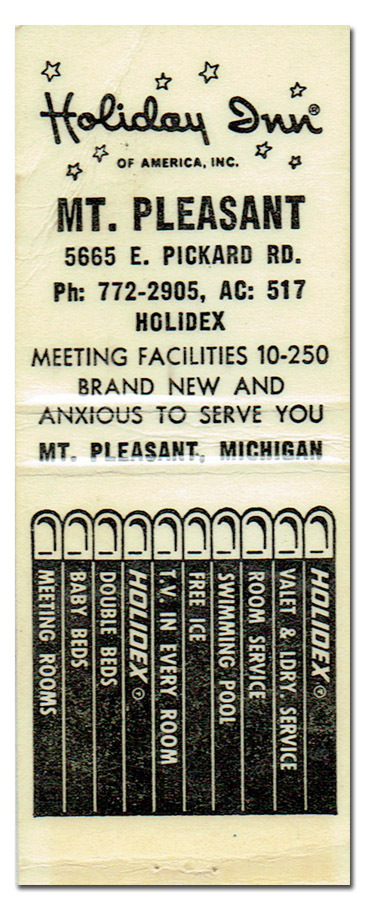 Holiday Inn®
OF AMERICA, INC.
MT. PLEASANT
5665 E. PICKARD RD.
Ph: 772-2905, AC: 517
HOLIDEX
MEETING FACILITIES 10-250
BRAND NEW AND
ANXIOUS TO SERVE YOU
MT. PLEASANT, MICHIGAN
HOLIDEX®
VALET & LDRY. SERVICE
ROOM SERVICE
SWIMMING POOL
FREE ICE
T.V. IN EVERY ROOM
HOLIDEX®
DOUBLE BEDS
BABY BEDS
MEETING ROOMS